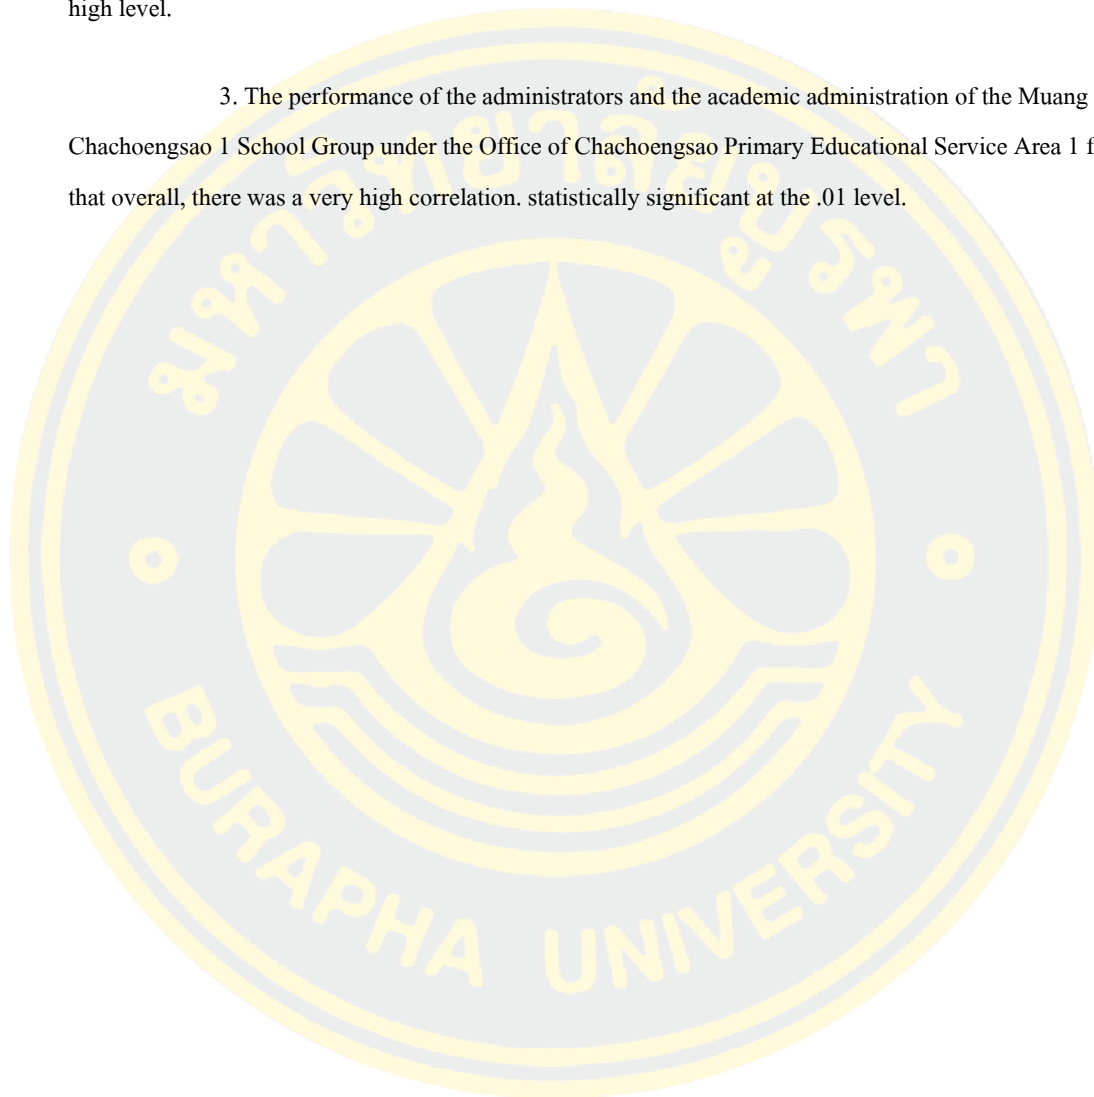 high level.
3. The performance of the administrators and the academic administration of the Muang
Chachoengsao 1 School Group under the Office of Chachoengsao Primary Educational Service Area 1 f
that overall, there was a very high correlation. statistically significant at the .01 level.
มหาวิทยาลัยบูรพา
BURAPHA UNIVERSITY